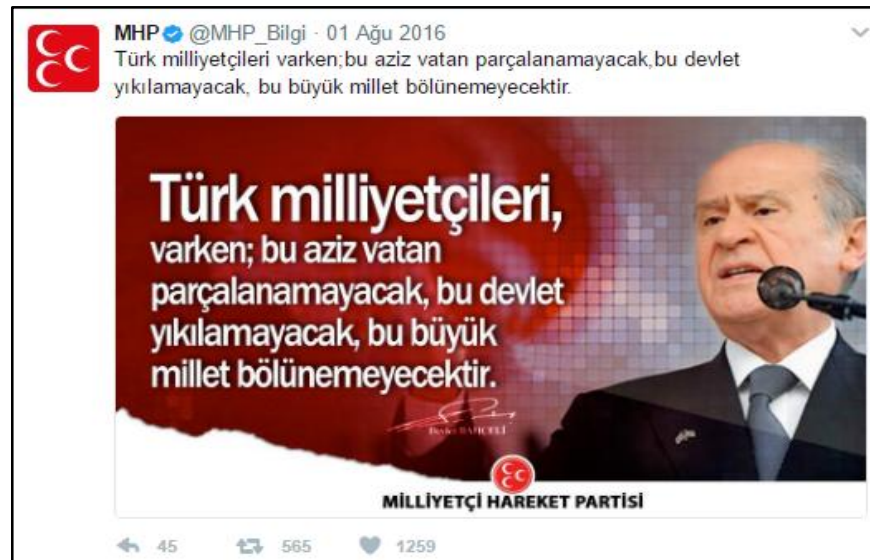 MHP @MHP_Bilgi · 01 Ağu 2016
Türk milliyetçileri varken;bu aziz vatan parçalanamayacak,bu devlet
yıkılamayacak, bu büyük millet bölünemeyecektir.
Türk milliyetçileri,
varken; bu aziz vatan
parçalanamayacak, bu devlet
yıkılamayacak, bu büyük
millet bölünemeyecektir.
Devlet BAHÇELİ
MİLLİYETÇİ HAREKET PARTİSİ
45 565 1259